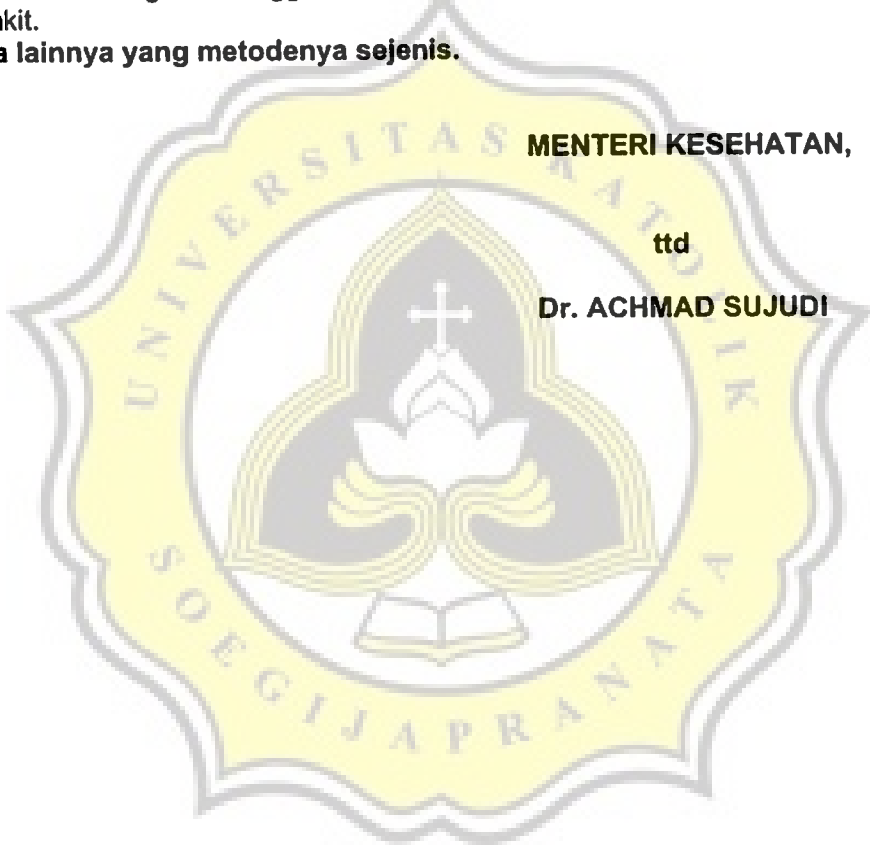 kit.
lainnya yang metodenya sejenis.
MENTERI KESEHATAN,
ttd
Dr. ACHMAD SUJUDI
UNIVERSITAS KATOLIK
SOEGIJAPRANATA